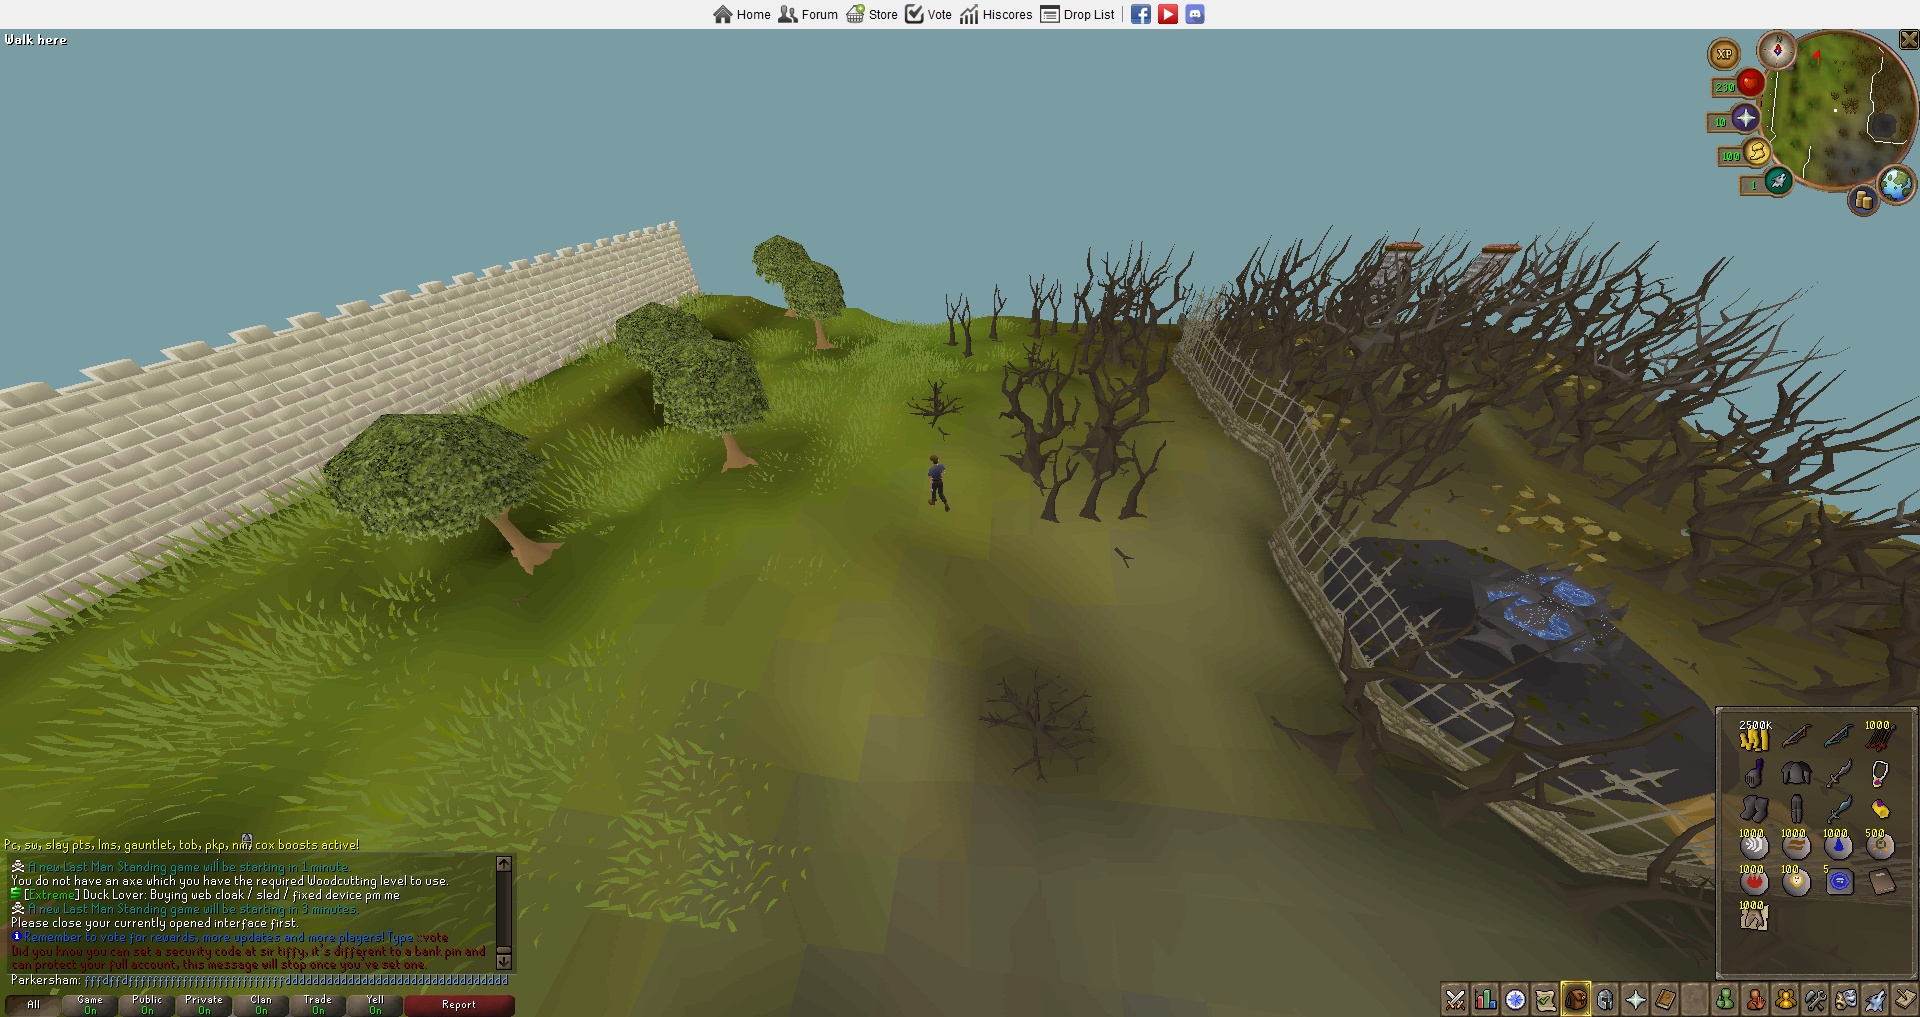 Home Forum Store Vote Hiscores Drop List
Walk here
XP
N
230
10
100
1
2500K
1000
1000
1000
1000
500
1000
100
5
1000
Pc, sw, slay pts, lms, gauntlet, tob, pkp, nm, cox boosts active!
A new Last Man Standing game will be starting in 1 minute
You do not have an axe which you have the required Woodcutting level to use.
[Extreme] Duck Lover: Buying web cloak / sled / fixed device pm me
A new Last Man Standing game will be starting in 3 minutes.
Please close your currently opened interface first.
Remember to vote for rewards, more updates and more players! Type ::vote
Did you know you can set a security code at sir tiffy, it's different to a bank pin and
can protect your full account, this message will stop once you've set one.
Parkersham:
All Game Public Private Clan Trade Yell Report
On On On On On On